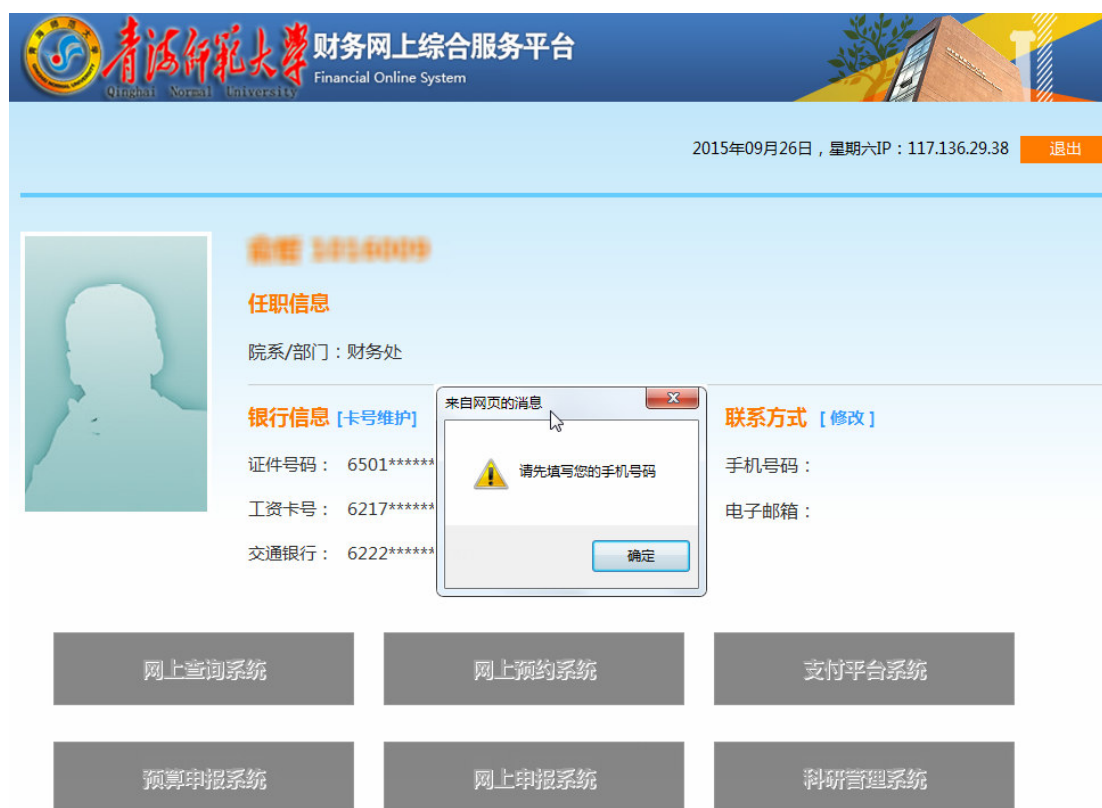 青海师范大学
Qinghai Normal University
财务网上综合服务平台
Financial Online System
2015年09月26日，星期六IP：117.136.29.38
退出
任职信息
院系/部门：财务处
银行信息 [卡号维护]
证件号码： 6501******
工资卡号： 6217******
交通银行： 6222******
来自网页的消息
请先填写您的手机号码
确定
联系方式 [修改]
手机号码：
电子邮箱：
网上查询系统
网上预约系统
支付平台系统
预算申报系统
网上申报系统
科研管理系统